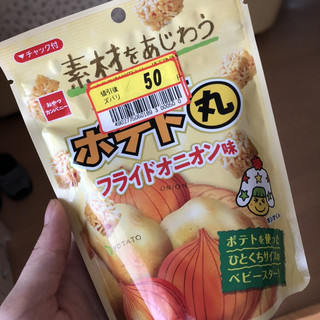 ▼チャック付
素材をあじわう
おやつカンパニー
値引後
ズバリ
50
ポテト丸
フライドオニオン味
ONION
POTATO
ポテトを使った
ひとくちサイズの
ベビースター!